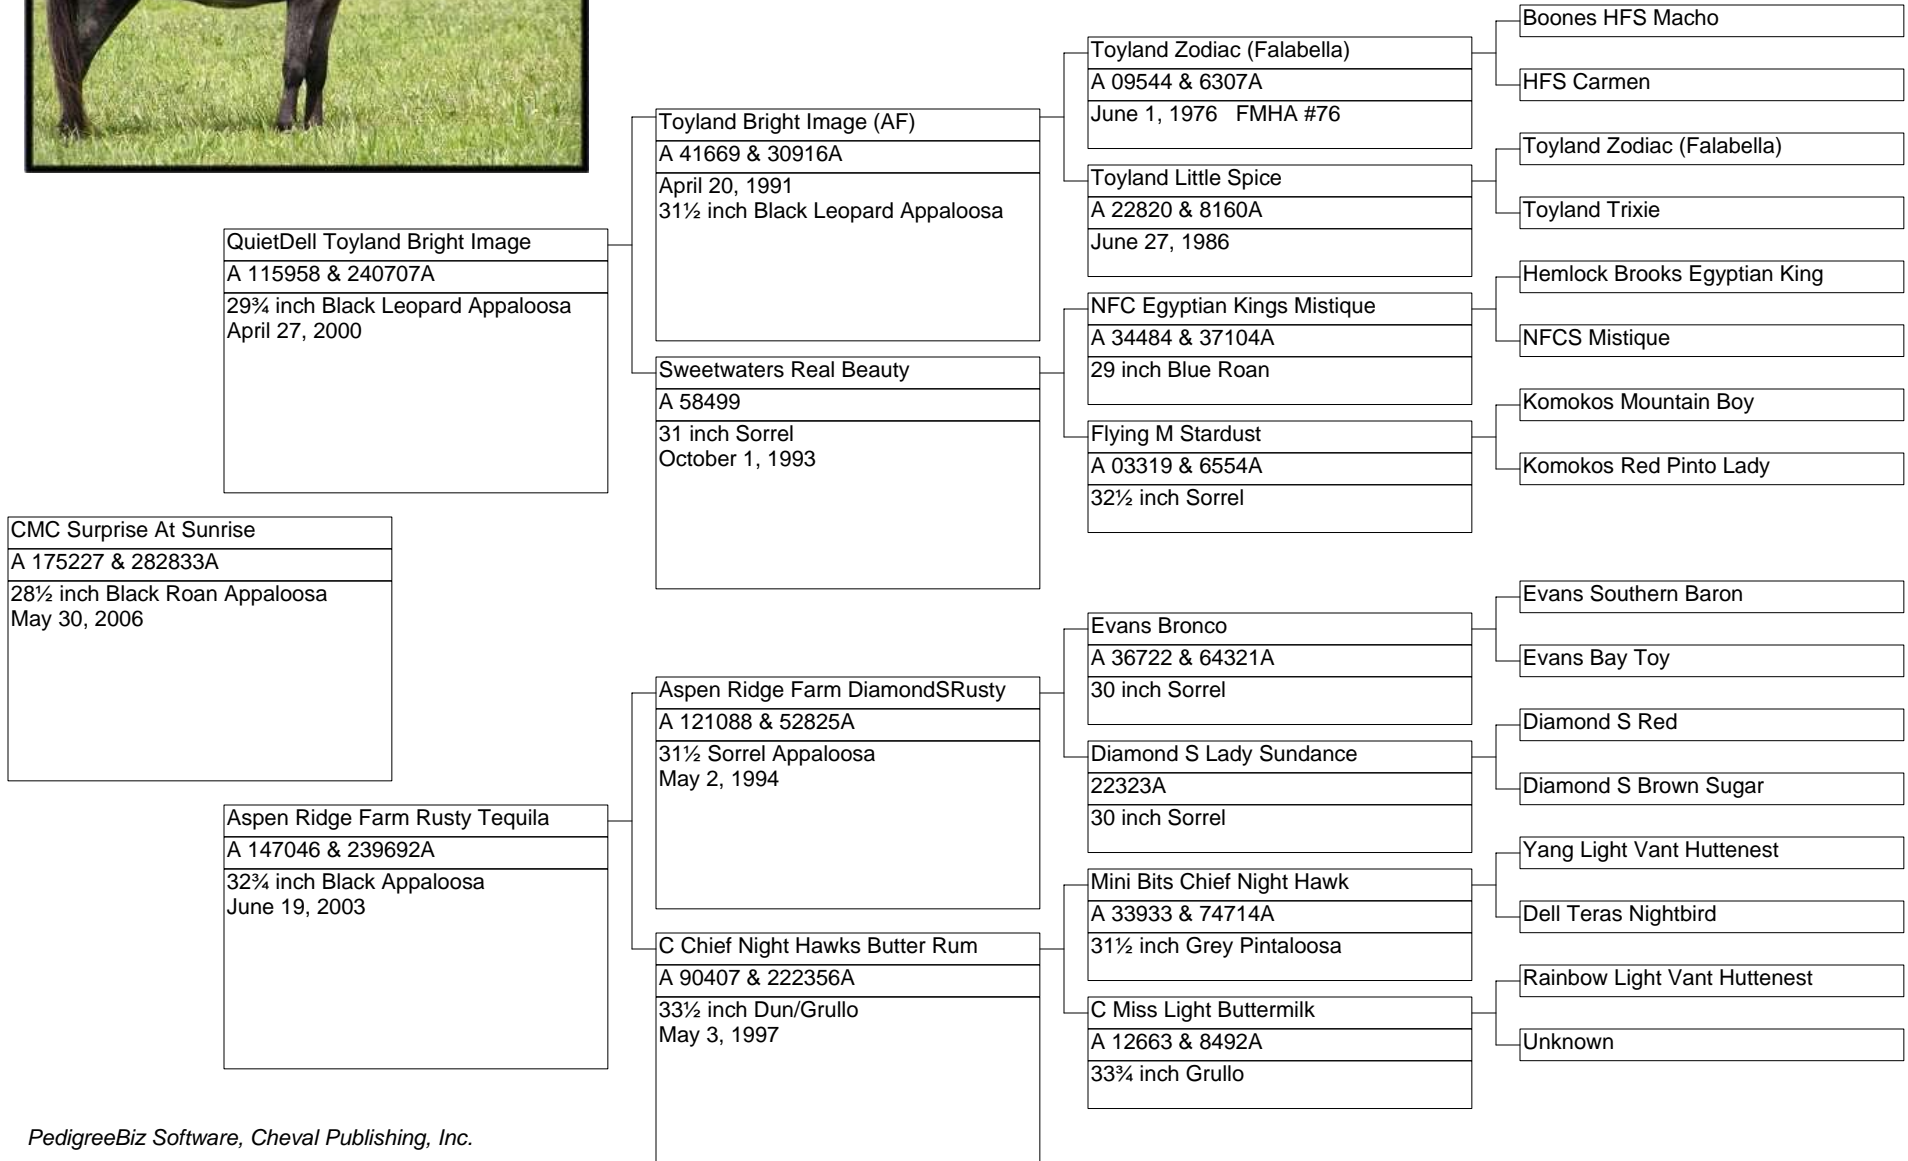 CMC Surprise At Sunrise
A 175227 & 282833A
28½ inch Black Roan Appaloosa
May 30, 2006
QuietDell Toyland Bright Image
A 115958 & 240707A
29¾ inch Black Leopard Appaloosa
April 27, 2000
Aspen Ridge Farm Rusty Tequila
A 147046 & 239692A
32¾ inch Black Appaloosa
June 19, 2003
Toyland Bright Image (AF)
A 41669 & 30916A
April 20, 1991
31½ inch Black Leopard Appaloosa
Sweetwaters Real Beauty
A 58499
31 inch Sorrel
October 1, 1993
Aspen Ridge Farm DiamondSRusty
A 121088 & 52825A
31½ Sorrel Appaloosa
May 2, 1994
C Chief Night Hawks Butter Rum
A 90407 & 222356A
33½ inch Dun/Grullo
May 3, 1997
Toyland Zodiac (Falabella)
A 09544 & 6307A
June 1, 1976 FMHA #76
Toyland Little Spice
A 22820 & 8160A
June 27, 1986
NFC Egyptian Kings Mistique
A 34484 & 37104A
29 inch Blue Roan
Flying M Stardust
A 03319 & 6554A
32½ inch Sorrel
Evans Bronco
A 36722 & 64321A
30 inch Sorrel
Diamond S Lady Sundance
22323A
30 inch Sorrel
Mini Bits Chief Night Hawk
A 33933 & 74714A
31½ inch Grey Pintaloosa
C Miss Light Buttermilk
A 12663 & 8492A
33¾ inch Grullo
Boones HFS Macho
HFS Carmen
Toyland Zodiac (Falabella)
Toyland Trixie
Hemlock Brooks Egyptian King
NFCS Mistique
Komokos Mountain Boy
Komokos Red Pinto Lady
Evans Southern Baron
Evans Bay Toy
Diamond S Red
Diamond S Brown Sugar
Yang Light Vant Huttenest
Dell Teras Nightbird
Rainbow Light Vant Huttenest
Unknown
PedigreeBiz Software, Cheval Publishing, Inc.